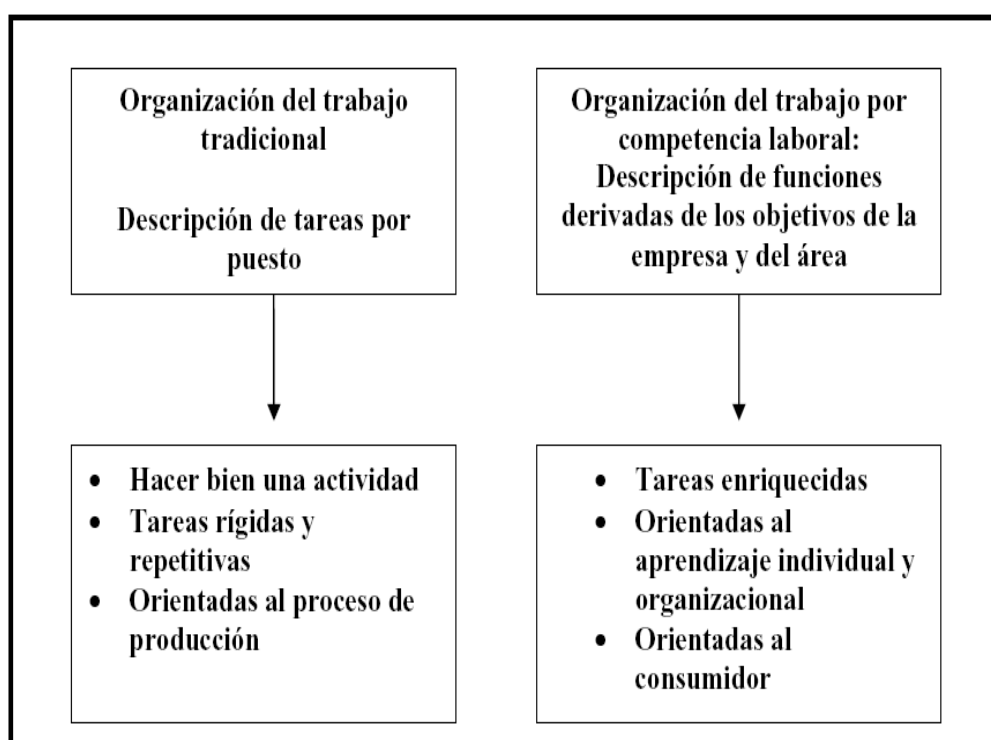 Organización del trabajo
tradicional
Descripción de tareas por
puesto
Organización del trabajo por
competencia laboral:
Descripción de funciones
derivadas de los objetivos de la
empresa y del área
• Hacer bien una actividad
• Tareas rígidas y
repetitivas
• Orientadas al proceso de
producción
• Tareas enriquecidas
• Orientadas al
aprendizaje individual y
organizacional
• Orientadas al
consumidor